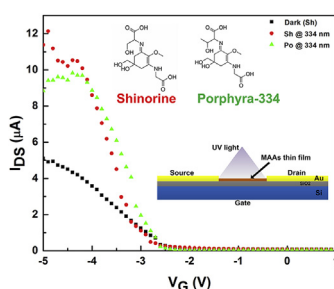 Dark (Sh)
Sh @ 334 nm
Po @ 334 nm
Shinorine
Porphyra-334
UV light
MAAs thin film
Source
Drain
Au
SiO2
Si
Gate
I_DS (μA)
12
10
8
6
4
2
0
-5
-4
-3
-2
-1
0
1
V_G (V)